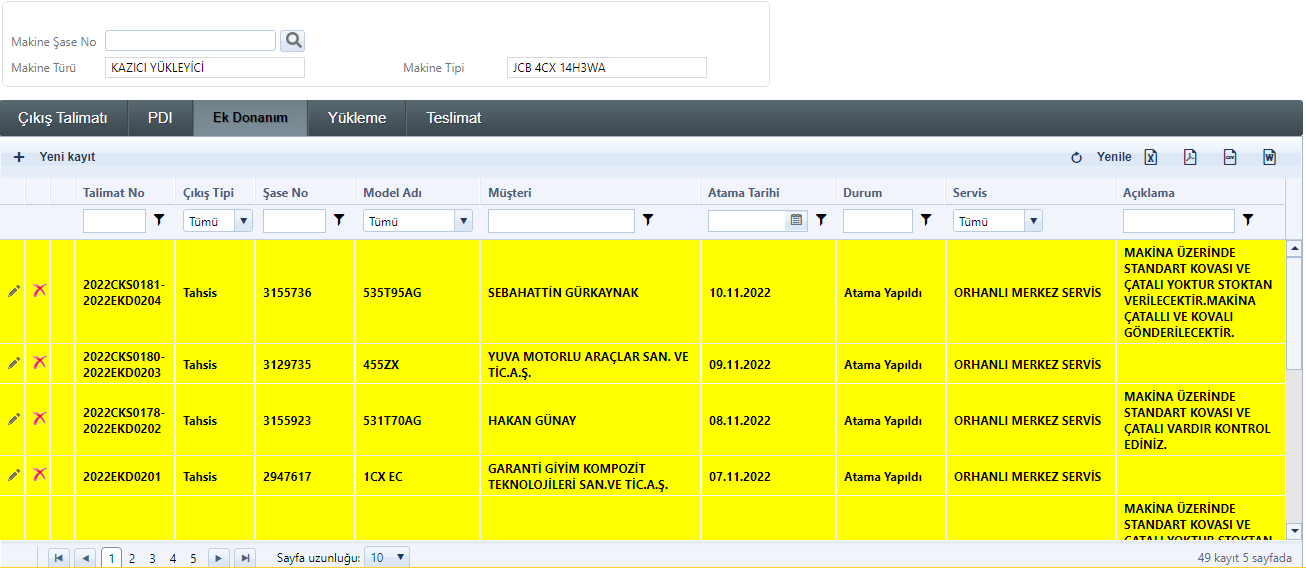 Makine Şase No
Makine Türü KAZICI YÜKLEYİCİ Makine Tipi JCB 4CX 14H3WA
Çıkış Talimatı PDI Ek Donanım Yükleme Teslimat
+ Yeni kayıt Yenile
Talimat No Çıkış Tipi Şase No Model Adı Müşteri Atama Tarihi Durum Servis Açıklama
Tümü Tümü Tümü
2022CKS0181-
2022EKD0204
Tahsis
3155736
535T95AG
SEBAHATTİN GÜRKAYNAK
10.11.2022
Atama Yapıldı
ORHANLI MERKEZ SERVİS
MAKİNA ÜZERİNDE
STANDART KOVASI VE
ÇATALI YOKTUR STOKTAN
VERİLECEKTİR.MAKİNA
ÇATALLI VE KOVALI
GÖNDERİLECEKTİR.
2022CKS0180-
2022EKD0203
Tahsis
3129735
455ZX
YUVA MOTORLU ARAÇLAR SAN. VE
TİC.A.Ş.
09.11.2022
Atama Yapıldı
ORHANLI MERKEZ SERVİS
2022CKS0178-
2022EKD0202
Tahsis
3155923
531T70AG
HAKAN GÜNAY
08.11.2022
Atama Yapıldı
ORHANLI MERKEZ SERVİS
MAKİNA ÜZERİNDE
STANDART KOVASI VE
ÇATALI VARDIR KONTROL
EDİNİZ.
2022EKD0201
Tahsis
2947617
1CX EC
GARANTİ GİYİM KOMPOZİT
TEKNOLOJİLERİ SAN.VE TİC.A.Ş.
07.11.2022
Atama Yapıldı
ORHANLI MERKEZ SERVİS
MAKİNA ÜZERİNDE
STANDART KOVASI VE
ÇATALI YOKTUR STOKTAN
1 2 3 4 5 Sayfa uzunluğu: 10 49 kayıt 5 sayfada